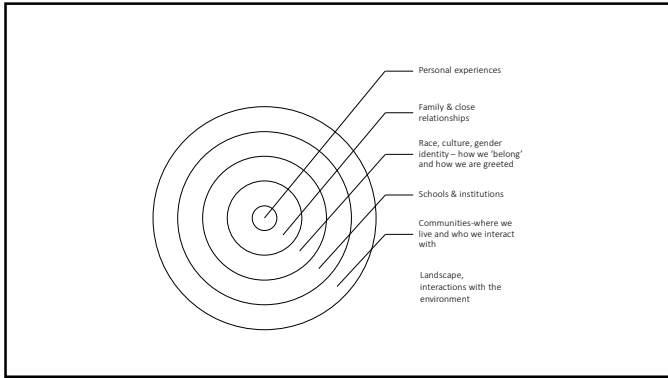 Personal experiences
Family & close
relationships
Race, culture, gender
identity – how we ‘belong’
and how we are greeted
Schools & institutions
Communities-where we
live and who we interact
with
Landscape,
interactions with the
environment